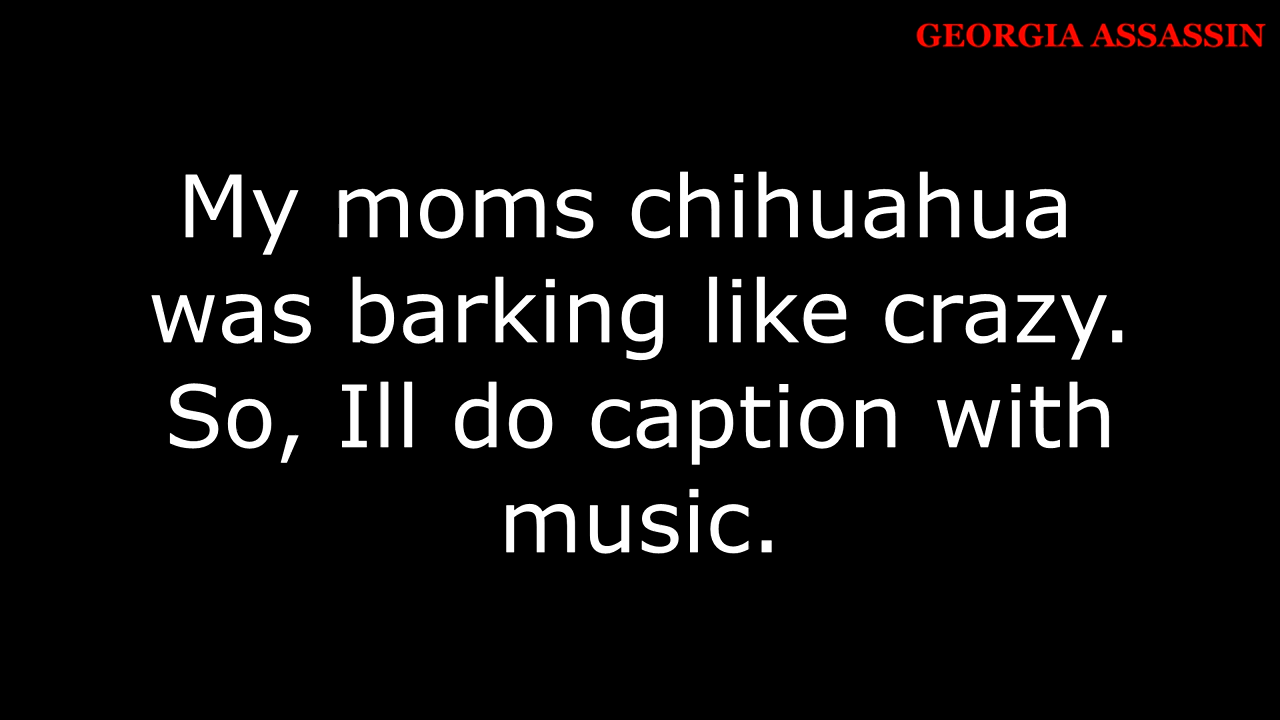 GEORGIA ASSASSIN
My moms chihuahua
was barking like crazy.
So, Ill do caption with
music.